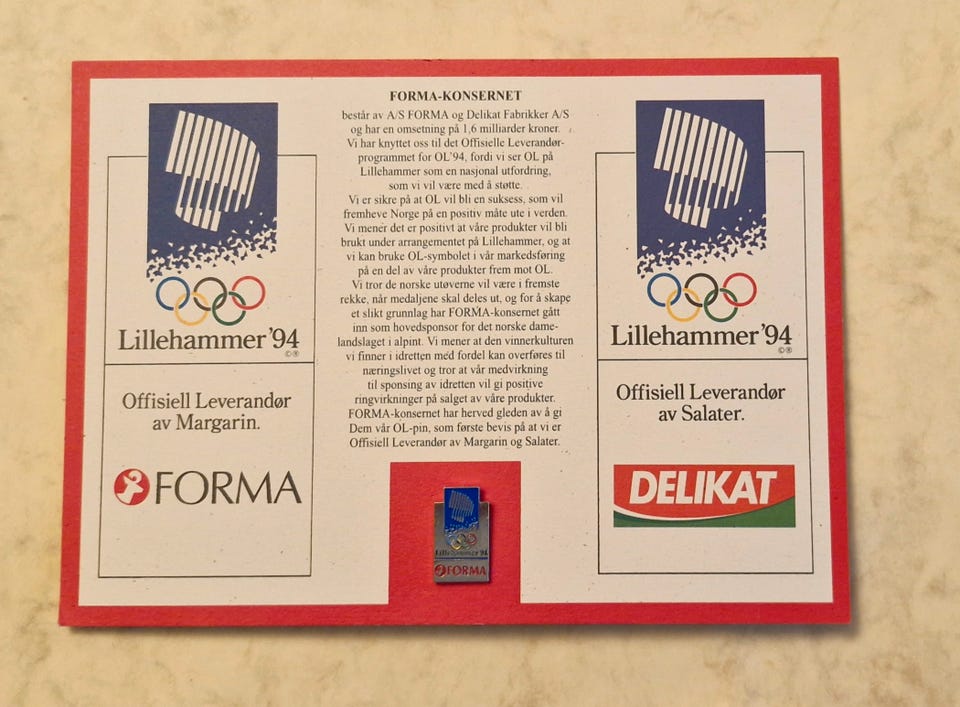 Lillehammer '94
©®
Offisiell Leverandør
av Margarin.
FORMA
FORMA-KONSERNET
består av A/S FORMA og Delikat Fabrikker A/S
og har en omsetning på 1,6 milliarder kroner.
Vi har knyttet oss til det Offisielle Leverandør-
programmet for OL'94, fordi vi ser OL på
Lillehammer som en nasjonal utfordring,
som vi vil være med å støtte.
Vi er sikre på at OL vil bli en suksess, som vil
fremheve Norge på en positiv måte ute i verden.
Vi mener det er positivt at våre produkter vil bli
brukt under arrangementet på Lillehammer, og at
vi kan bruke OL-symbolet i vår markedsføring
på en del av våre produkter frem mot OL.
Vi tror de norske utøverne vil være i fremste
rekke, når medaljene skal deles ut, og for å skape
et slikt grunnlag har FORMA-konsernet gått
inn som hovedsponsor for det norske dame-
landslaget i alpint. Vi mener at den vinnerkulturen
vi finner i idretten med fordel kan overføres til
næringslivet og tror at vår medvirkning
til sponsing av idretten vil gi positive
ringvirkninger på salget av våre produkter.
FORMA-konsernet har herved gleden av å gi
Dem vår OL-pin, som første bevis på at vi er
Offisiell Leverandør av Margarin og Salater.
Lillehammer '94
FORMA
Lillehammer '94
©®
Offisiell Leverandør
av Salater.
DELIKAT